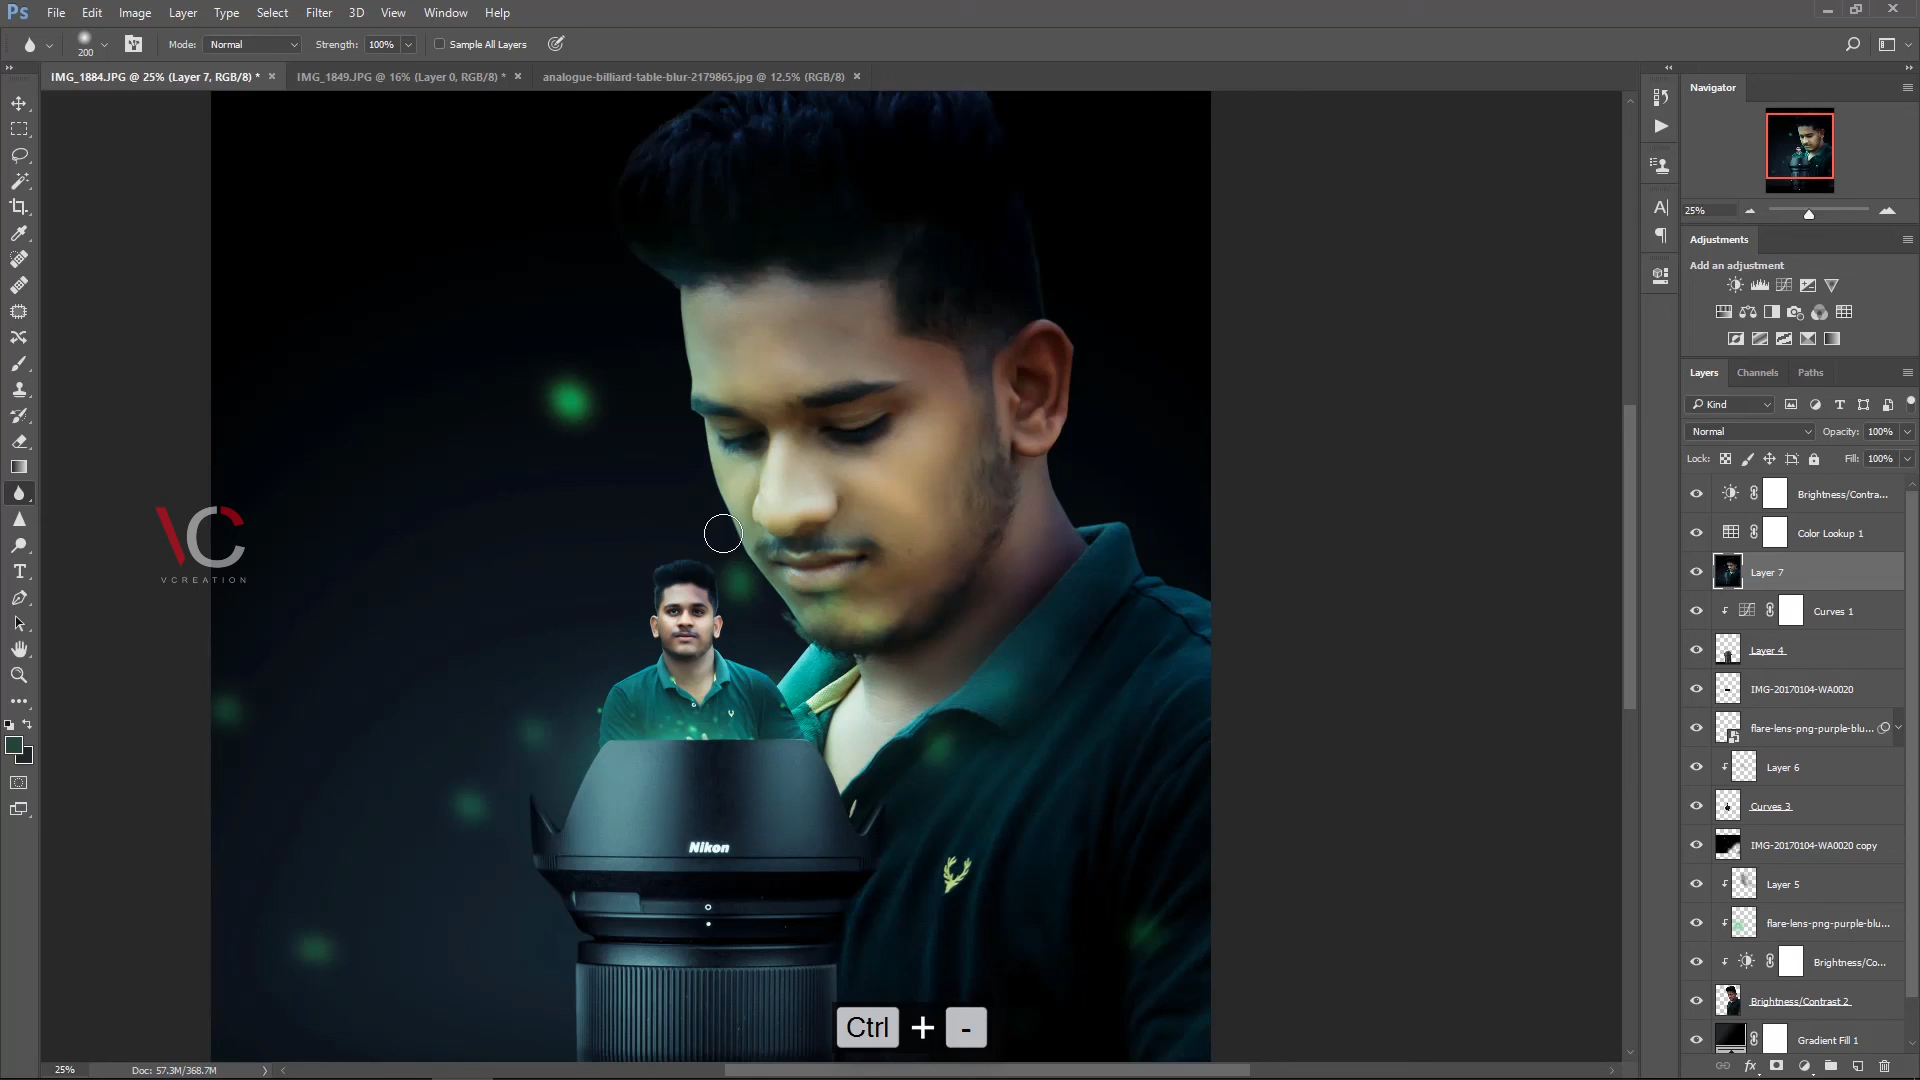 Ps File Edit Image Layer Type Select Filter 3D View Window Help
200 Mode: Normal Strength: 100% Sample All Layers
IMG_1884.JPG @ 25% (Layer 7, RGB/8) * × IMG_1849.JPG @ 16% (Layer 0, RGB/8) * × analogue-billiard-table-blur-2179865.jpg @ 12.5% (RGB/8) ×
Navigator
25%
Adjustments
Add an adjustment
Layers Channels Paths
Kind
Normal Opacity: 100%
Lock: Fill: 100%
Brightness/Contra...
Color Lookup 1
Layer 7
Curves 1
Layer 4
IMG-20170104-WA0020
flare-lens-png-purple-blu...
Layer 6
Curves 3
IMG-20170104-WA0020 copy
Layer 5
flare-lens-png-purple-blu...
Brightness/Co...
Brightness/Contrast 2
Gradient Fill 1
VC
VCREATION
Nikon
Ctrl + -
25% Doc: 57.3M/368.7M